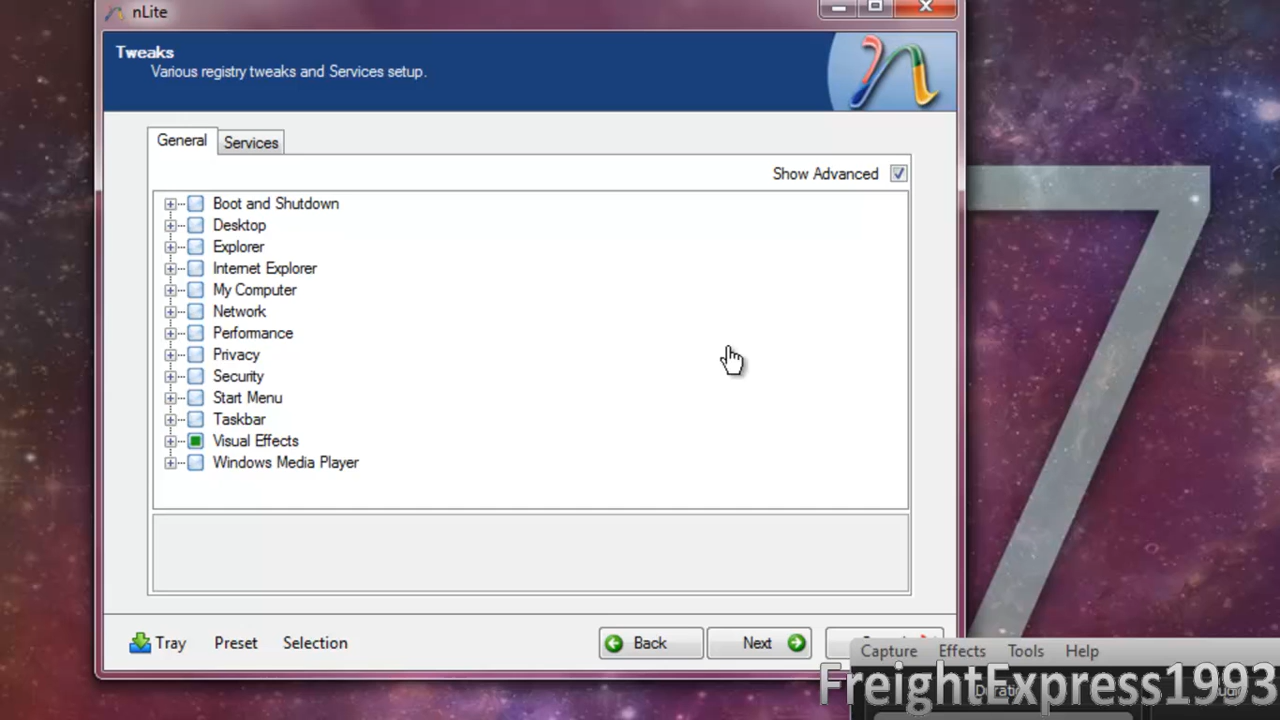 nLite
Tweaks
Various registry tweaks and Services setup.
General
Services
Show Advanced
Boot and Shutdown
Desktop
Explorer
Internet Explorer
My Computer
Network
Performance
Privacy
Security
Start Menu
Taskbar
Visual Effects
Windows Media Player
Tray
Preset
Selection
Back
Next
Capture Effects Tools Help
FreightExpress1993
7